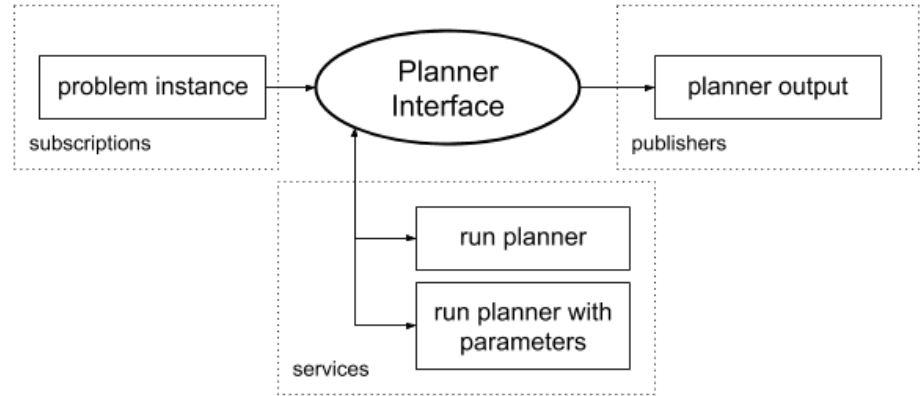 problem instance
subscriptions
Planner
Interface
planner output
publishers
run planner
run planner with
parameters
services